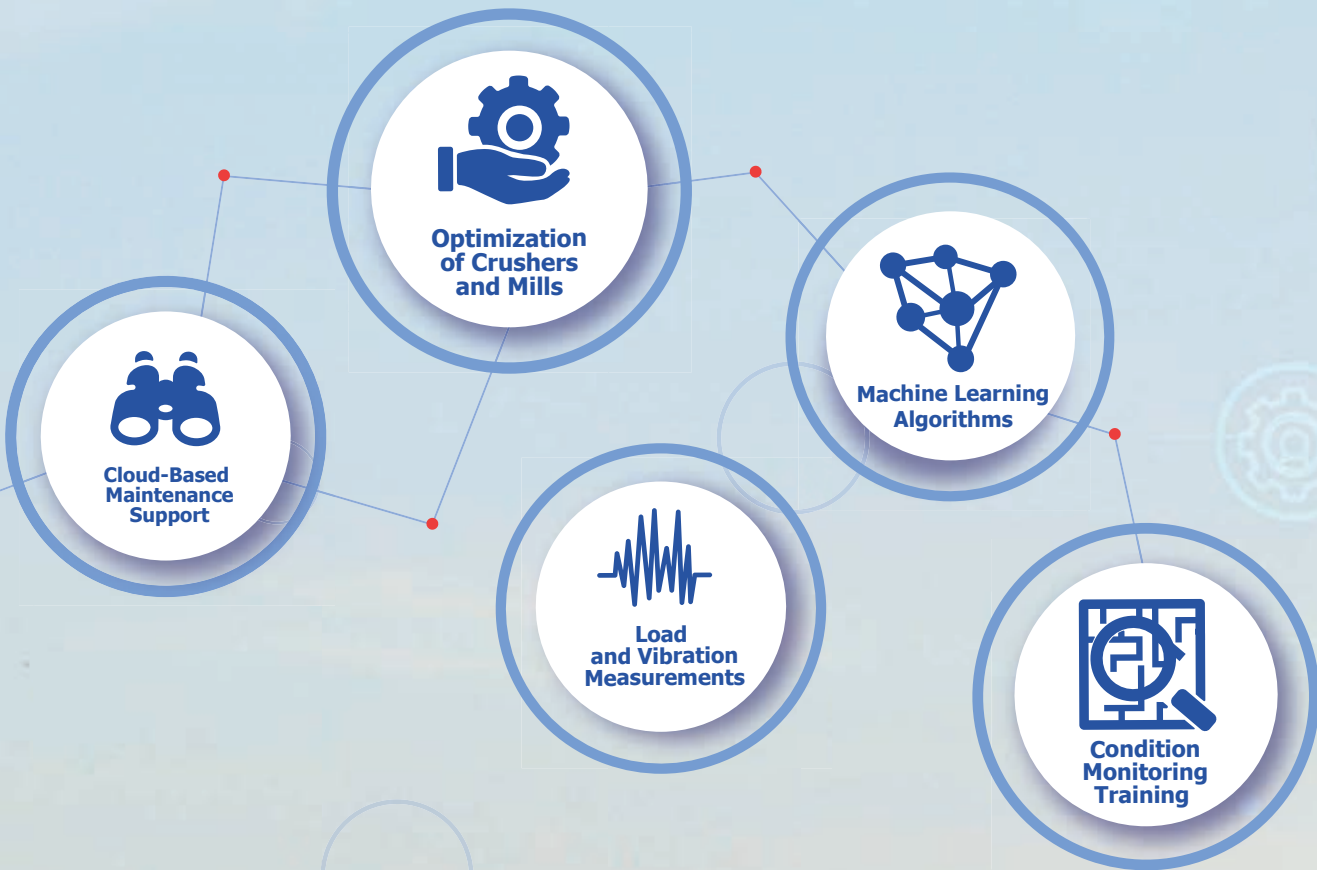 Optimization
of Crushers
and Mills
Cloud-Based
Maintenance
Support
Machine Learning
Algorithms
Load
and Vibration
Measurements
Condition
Monitoring
Training